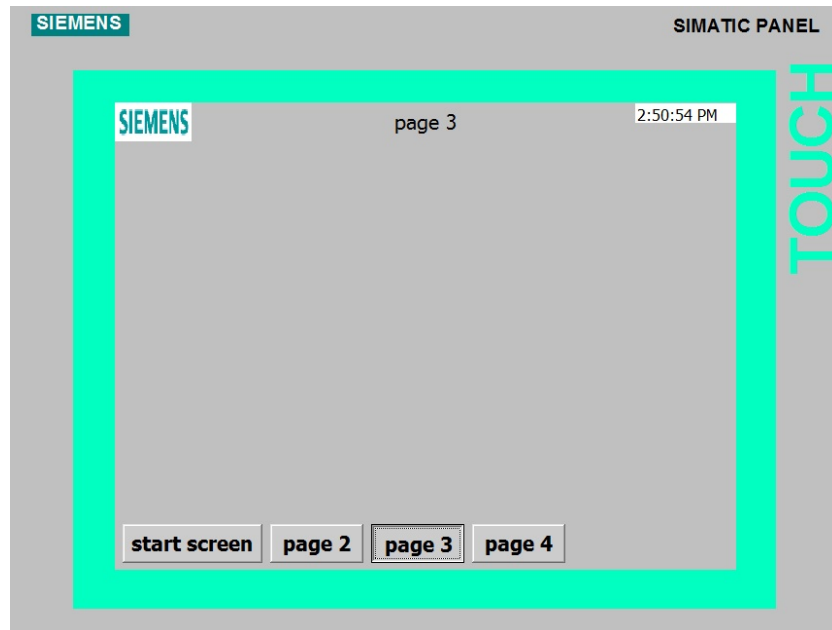 SIEMENS
SIMATIC PANEL
TOUCH
SIEMENS
page 3
2:50:54 PM
start screen
page 2
page 3
page 4